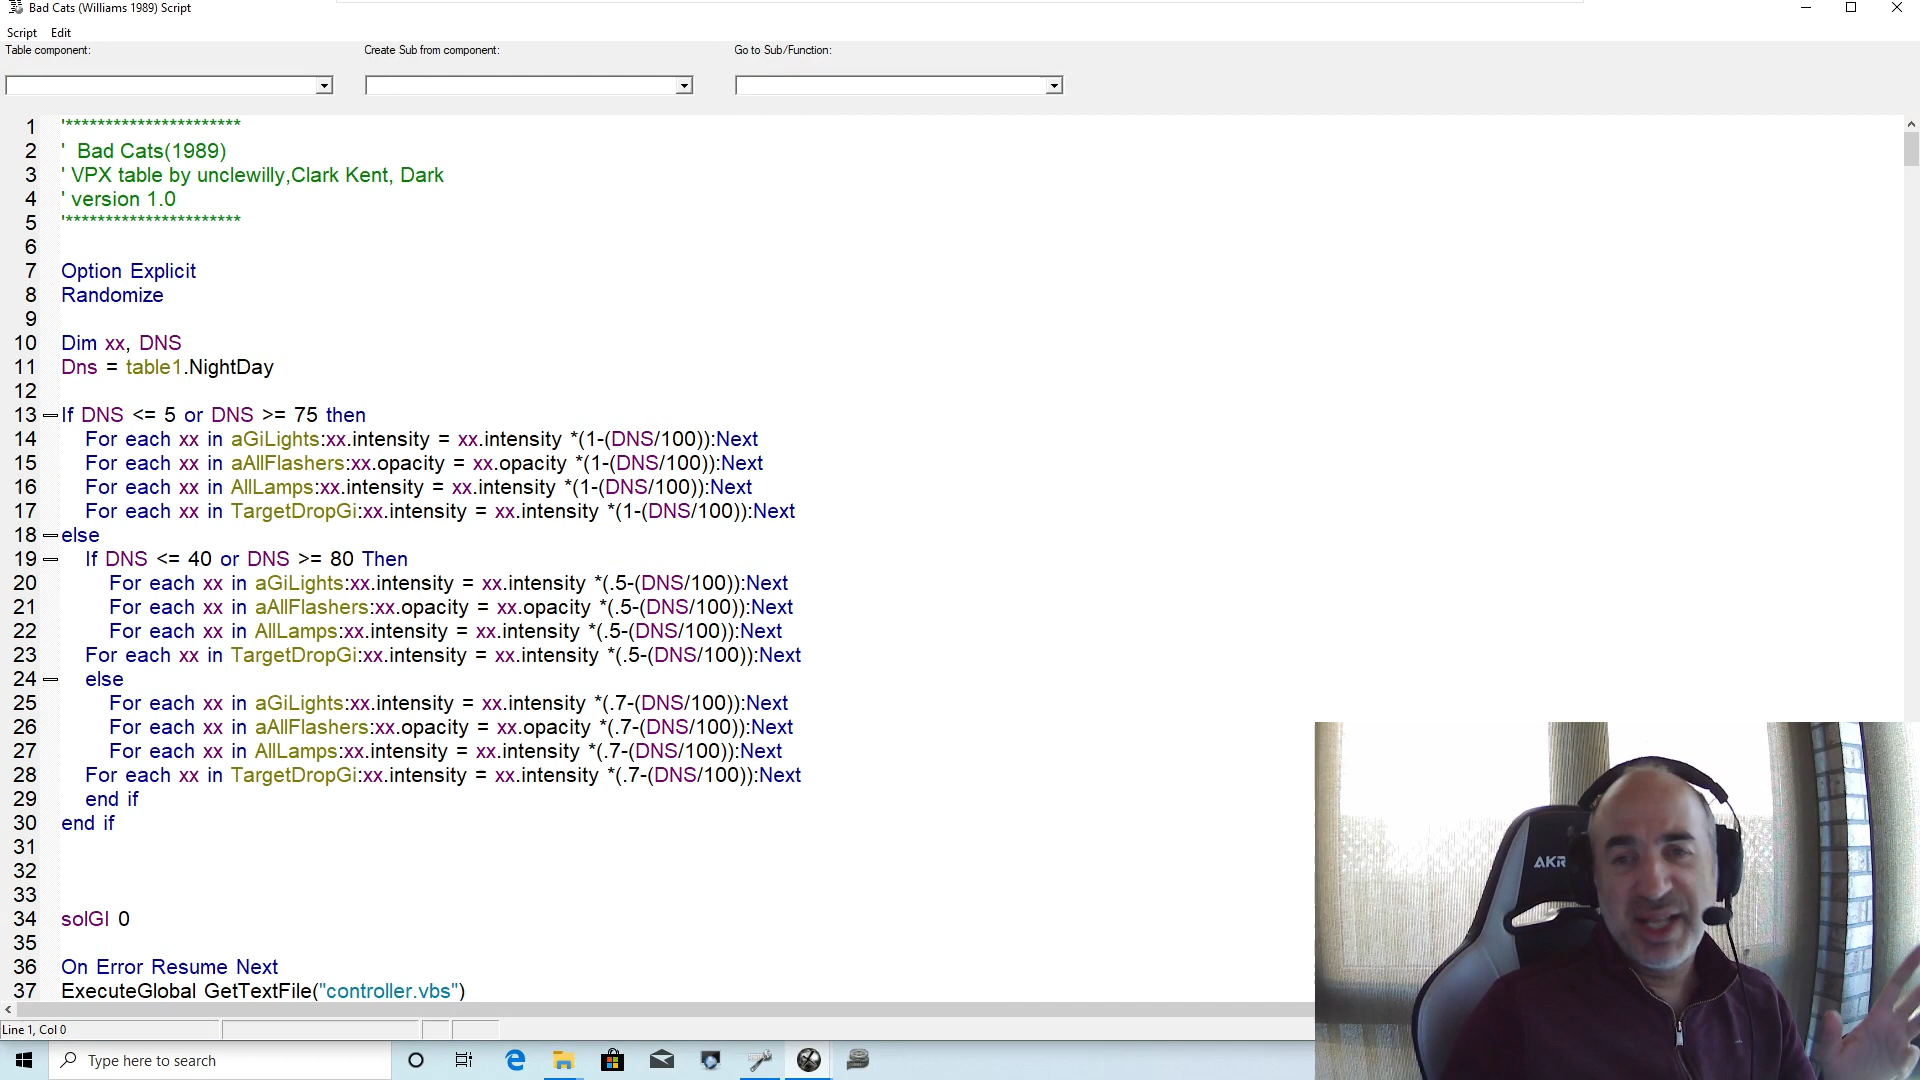 Bad Cats (Williams 1989) Script
Script Edit
Table component: Create Sub from component: Go to Sub/Function:
1 '**********************
2 ' Bad Cats(1989)
3 ' VPX table by unclewilly,Clark Kent, Dark
4 ' version 1.0
5 '**********************
6
7 Option Explicit
8 Randomize
9
10 Dim xx, DNS
11 Dns = table1.NightDay
12
13 If DNS <= 5 or DNS >= 75 then
14 For each xx in aGiLights:xx.intensity = xx.intensity *(1-(DNS/100)):Next
15 For each xx in aAllFlashers:xx.opacity = xx.opacity *(1-(DNS/100)):Next
16 For each xx in AllLamps:xx.intensity = xx.intensity *(1-(DNS/100)):Next
17 For each xx in TargetDropGi:xx.intensity = xx.intensity *(1-(DNS/100)):Next
18 else
19 If DNS <= 40 or DNS >= 80 Then
20 For each xx in aGiLights:xx.intensity = xx.intensity *(.5-(DNS/100)):Next
21 For each xx in aAllFlashers:xx.opacity = xx.opacity *(.5-(DNS/100)):Next
22 For each xx in AllLamps:xx.intensity = xx.intensity *(.5-(DNS/100)):Next
23 For each xx in TargetDropGi:xx.intensity = xx.intensity *(.5-(DNS/100)):Next
24 else
25 For each xx in aGiLights:xx.intensity = xx.intensity *(.7-(DNS/100)):Next
26 For each xx in aAllFlashers:xx.opacity = xx.opacity *(.7-(DNS/100)):Next
27 For each xx in AllLamps:xx.intensity = xx.intensity *(.7-(DNS/100)):Next
28 For each xx in TargetDropGi:xx.intensity = xx.intensity *(.7-(DNS/100)):Next
29 end if
30 end if
31
32
33
34 solGI 0
35
36 On Error Resume Next
37 ExecuteGlobal GetTextFile("controller.vbs")
AKR
Line 1, Col 0
Type here to search